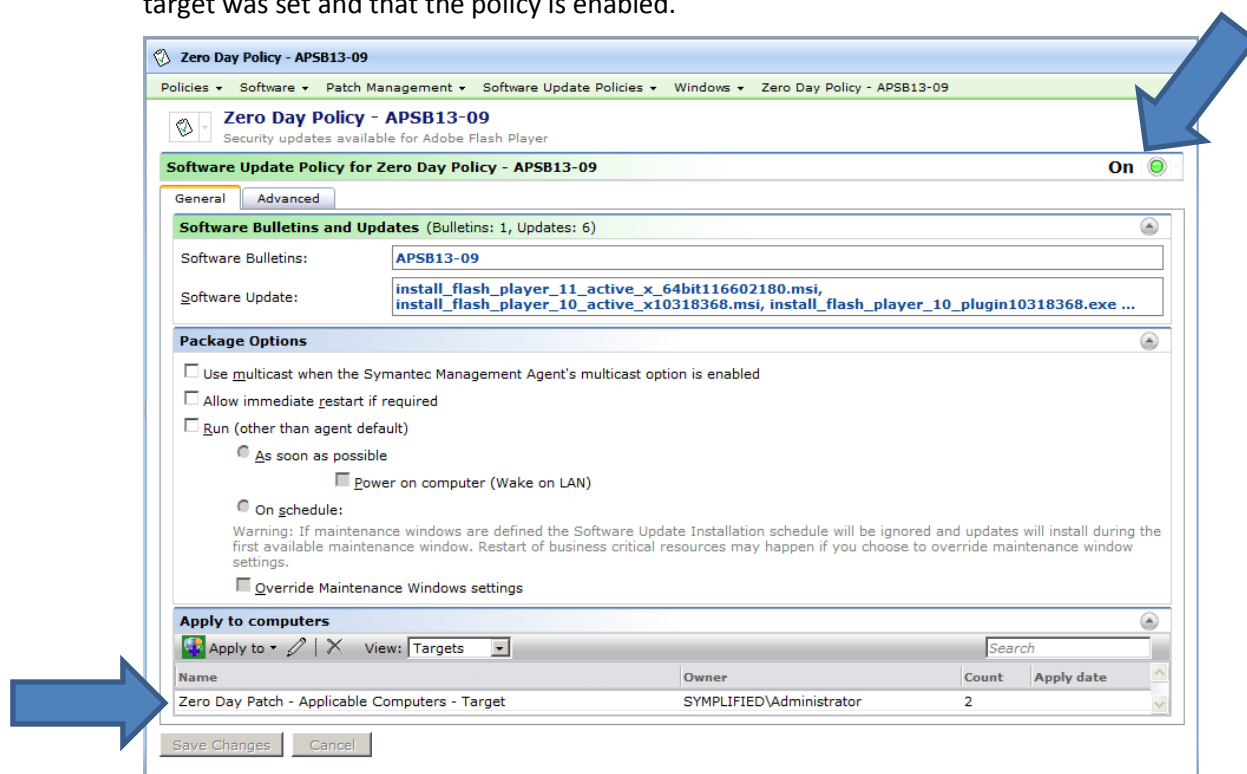 target was set and that the policy is enabled.
Zero Day Policy - APSB13-09
Policies Software Patch Management Software Update Policies Windows Zero Day Policy - APSB13-09
Zero Day Policy - APSB13-09
Security updates available for Adobe Flash Player
Software Update Policy for Zero Day Policy - APSB13-09 On
General Advanced
Software Bulletins and Updates (Bulletins: 1, Updates: 6)
Software Bulletins: APSB13-09
Software Update: install_flash_player_11_active_x_64bit116602180.msi,
install_flash_player_10_active_x10318368.msi, install_flash_player_10_plugin10318368.exe ...
Package Options
Use multicast when the Symantec Management Agent's multicast option is enabled
Allow immediate restart if required
Run (other than agent default)
As soon as possible
Power on computer (Wake on LAN)
On schedule:
Warning: If maintenance windows are defined the Software Update Installation schedule will be ignored and updates will install during the
first available maintenance window. Restart of business critical resources may happen if you choose to override maintenance window
settings.
Override Maintenance Windows settings
Apply to computers
Apply to View: Targets Search
Name Owner Count Apply date
Zero Day Patch - Applicable Computers - Target SYMPLIFIED\Administrator 2
Save Changes Cancel